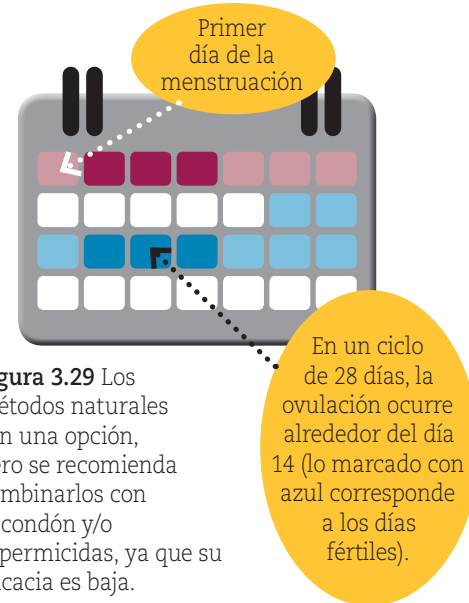 Primer
día de la
menstruación
En un ciclo
de 28 días, la
ovulación ocurre
alrededor del día
14 (lo marcado con
azul corresponde
a los días
fértiles).
gura 3.29 Los
étodos naturales
n una opción,
ero se recomienda
mbinarlos con
condón y/o
permicidas, ya que su
cacia es baja.